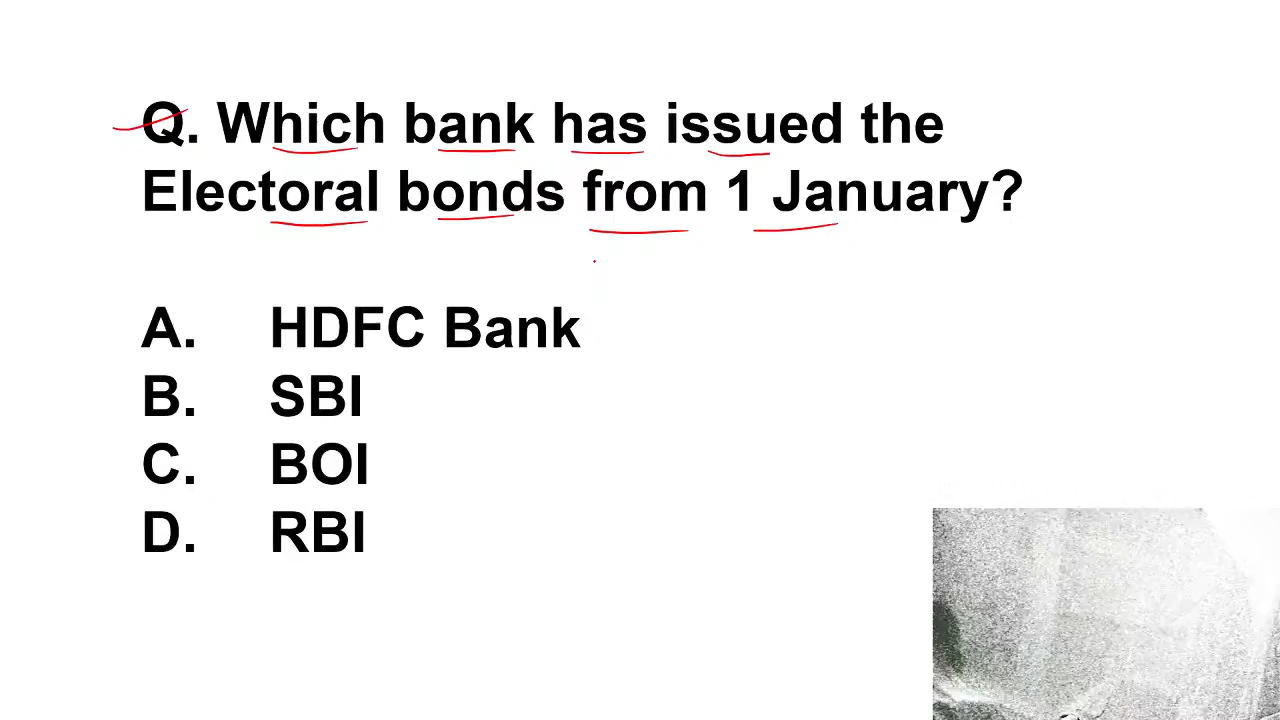 Q. Which bank has issued the
Electoral bonds from 1 January?
A. HDFC Bank
B. SBI
C. BOI
D. RBI